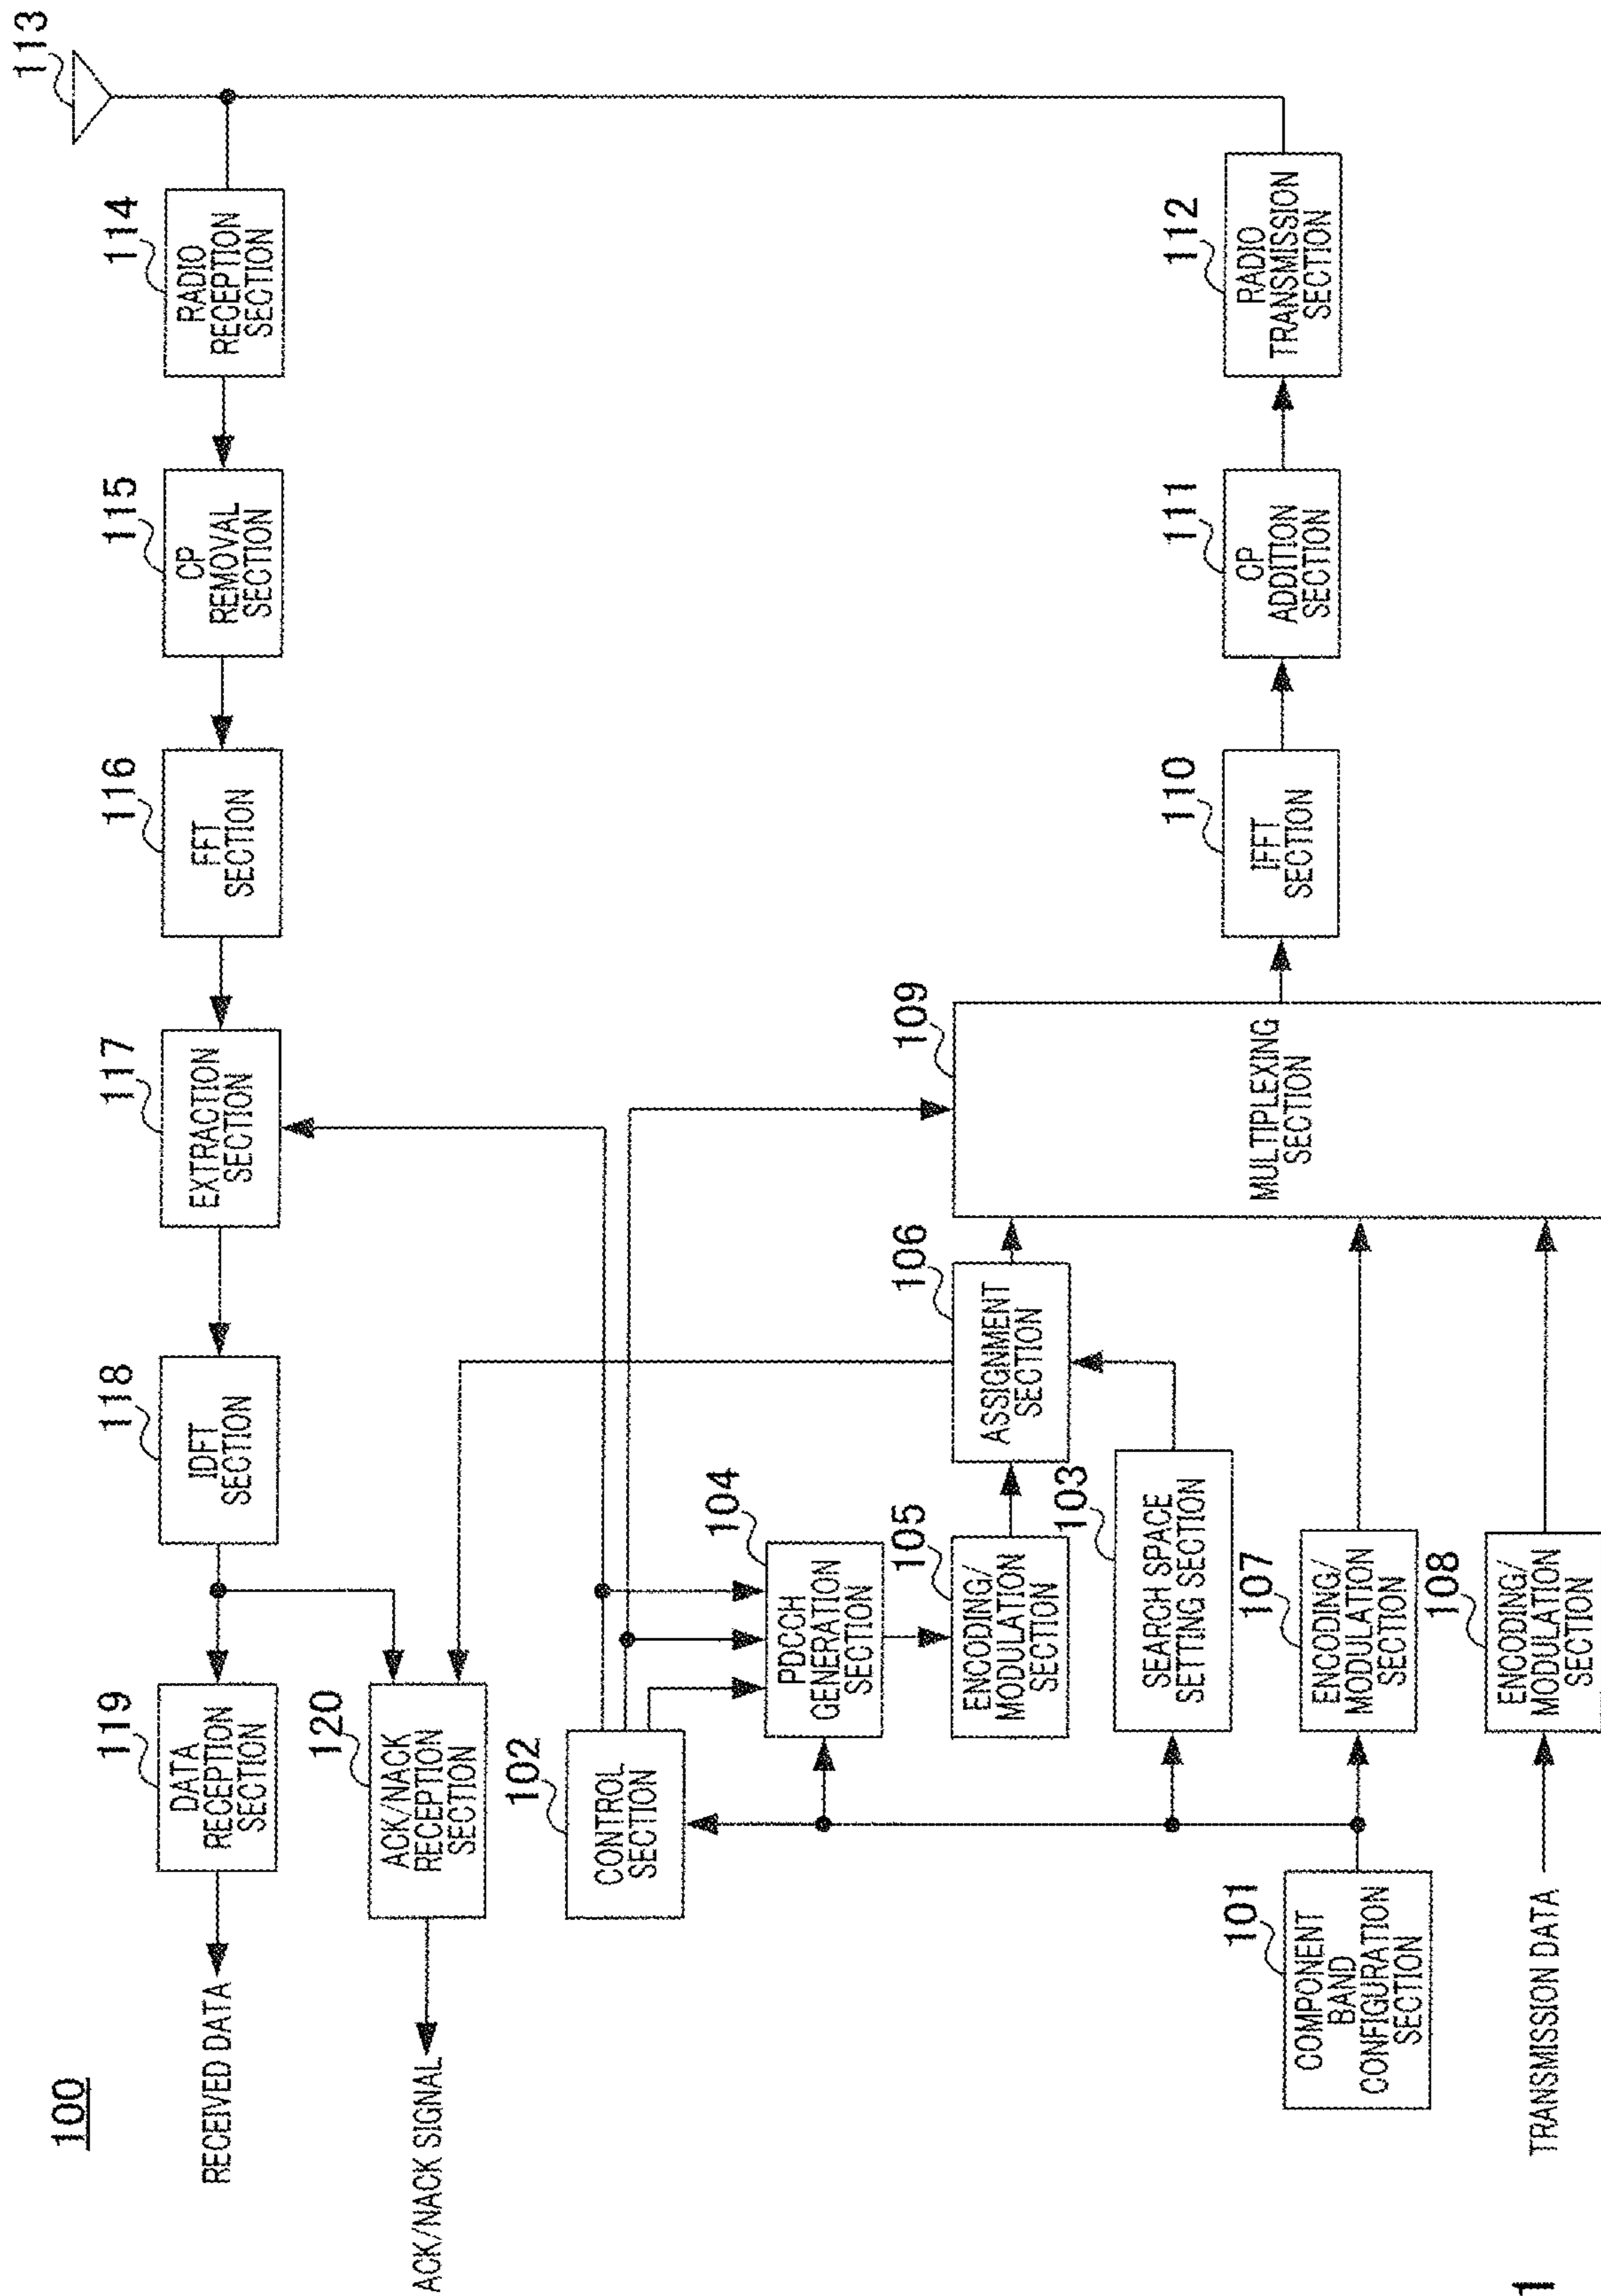 100
RECEIVED DATA
119
DATA
RECEPTION
SECTION
118
IDFT
SECTION
117
EXTRACTION
SECTION
116
FFT
SECTION
115
CP
REMOVAL
SECTION
114
RADIO
RECEPTION
SECTION
113
ACK/NACK SIGNAL
120
ACK/NACK
RECEPTION
SECTION
102
CONTROL
SECTION
104
PDCCH
GENERATION
SECTION
105
ENCODING/
MODULATION
SECTION
106
ASSIGNMENT
SECTION
109
MULTIPLEXING
SECTION
110
IFFT
SECTION
111
CP
ADDITION
SECTION
112
RADIO
TRANSMISSION
SECTION
103
SEARCH SPACE
SETTING SECTION
101
COMPONENT
BAND
CONFIGURATION
SECTION
107
ENCODING/
MODULATION
SECTION
108
ENCODING/
MODULATION
SECTION
TRANSMISSION DATA
1